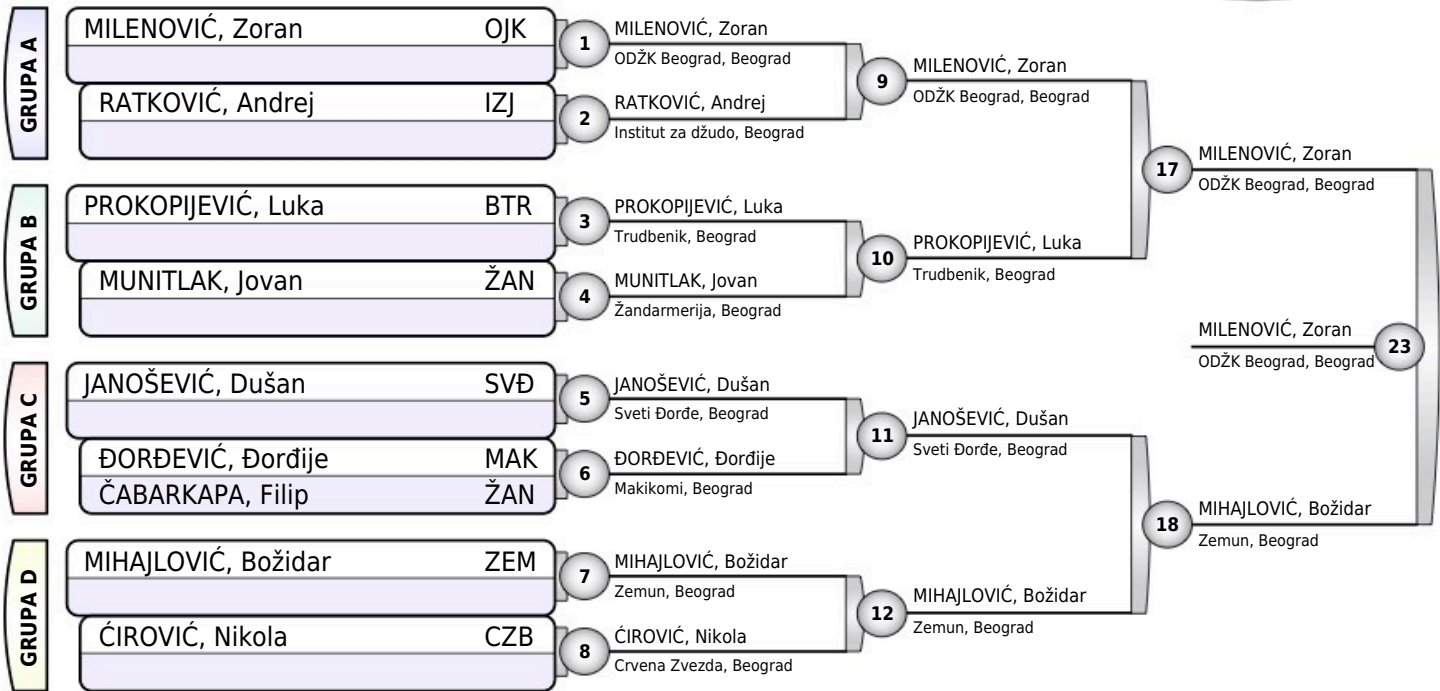 GRUPA A
MILENOVIĆ, Zoran OJK
RATKOVIĆ, Andrej IZJ
GRUPA B
PROKOPIJEVIĆ, Luka BTR
MUNITLAK, Jovan ŽAN
GRUPA C
JANOŠEVIĆ, Dušan SVĐ
ĐORĐEVIĆ, Đorđije MAK
ČABARKAPA, Filip ŽAN
GRUPA D
MIHAJLOVIĆ, Božidar ZEM
ĆIROVIĆ, Nikola CZB
1
MILENOVIĆ, Zoran
ODŽK Beograd, Beograd
2
RATKOVIĆ, Andrej
Institut za džudo, Beograd
3
PROKOPIJEVIĆ, Luka
Trudbenik, Beograd
4
MUNITLAK, Jovan
Žandarmerija, Beograd
5
JANOŠEVIĆ, Dušan
Sveti Đorđe, Beograd
6
ĐORĐEVIĆ, Đorđije
Makikomi, Beograd
7
MIHAJLOVIĆ, Božidar
Zemun, Beograd
8
ĆIROVIĆ, Nikola
Crvena Zvezda, Beograd
9
MILENOVIĆ, Zoran
ODŽK Beograd, Beograd
10
PROKOPIJEVIĆ, Luka
Trudbenik, Beograd
11
JANOŠEVIĆ, Dušan
Sveti Đorđe, Beograd
12
MIHAJLOVIĆ, Božidar
Zemun, Beograd
17
MILENOVIĆ, Zoran
ODŽK Beograd, Beograd
18
MIHAJLOVIĆ, Božidar
Zemun, Beograd
MILENOVIĆ, Zoran
ODŽK Beograd, Beograd
23